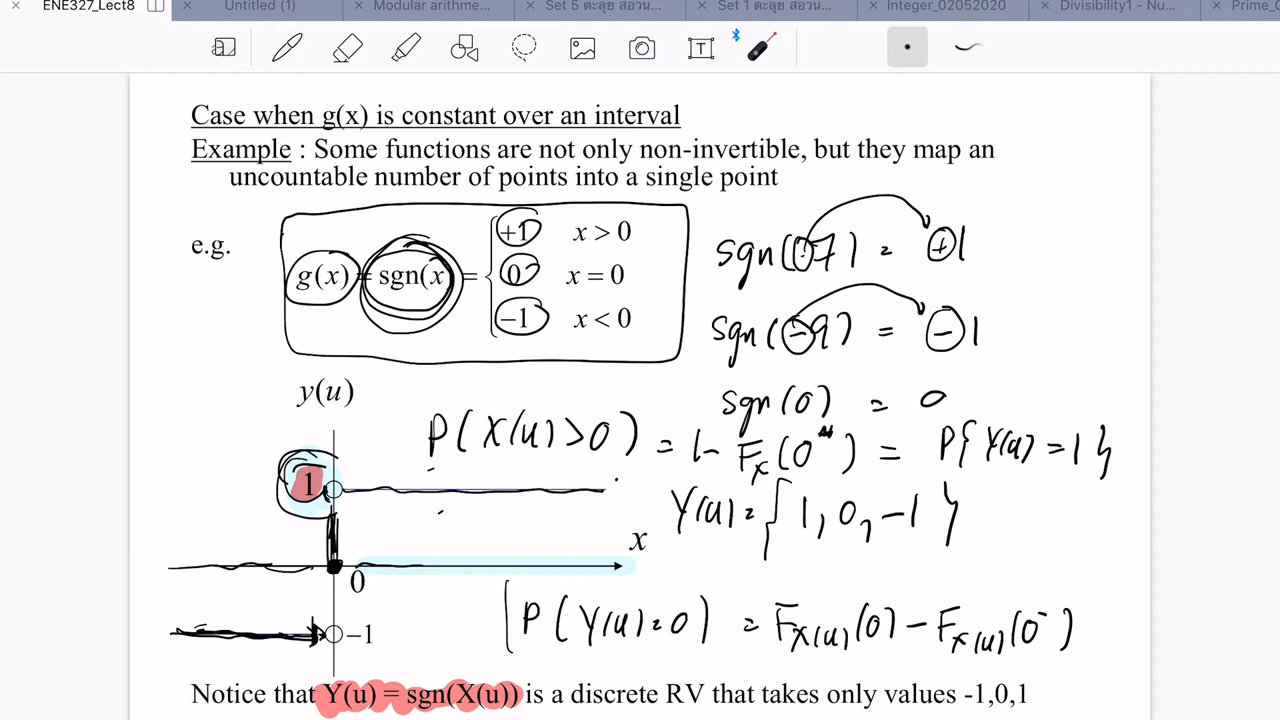 ENE327_Lect8 Untitled (1) Modular arithme... Set 5 ตะลุย สอวน... Set 1 ตะลุย สอวน... Integer_02052020 Divisibility1 - Nu... Prime_0
Case when g(x) is constant over an interval
Example : Some functions are not only non-invertible, but they map an
uncountable number of points into a single point
e.g.
g(x) = sgn(x) =
+1 x > 0
0 x = 0
−1 x < 0
sgn( 7) = +1
sgn(-9) = -1
sgn(0) = 0
y(u)
P(X(u)>0) = 1- F_X(0 ) = P{Y(u)=1}
1
Y(u)= {1, 0, -1}
x
0
P(Y(u)=0) = F_X(u)(0) - F_X(u)(0⁻)
−1
Notice that Y(u) = sgn(X(u)) is a discrete RV that takes only values -1,0,1